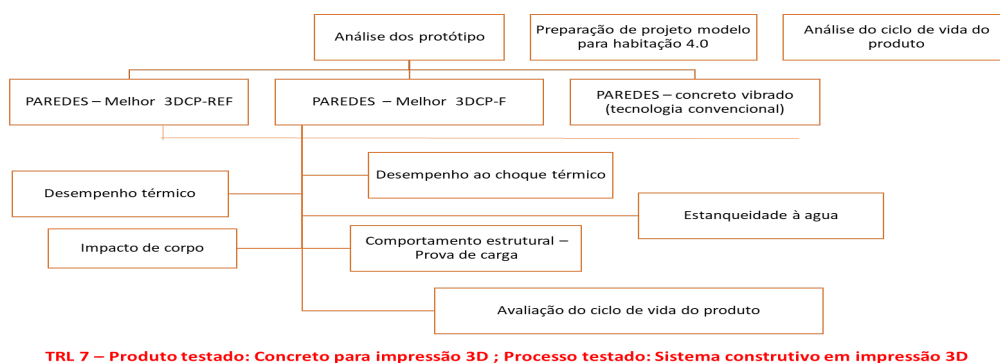 Análise dos protótipo
Preparação de projeto modelo
para habitação 4.0
Análise do ciclo de vida do
produto
PAREDES – Melhor 3DCP-REF
PAREDES – Melhor 3DCP-F
PAREDES – concreto vibrado
(tecnologia convencional)
Desempenho ao choque térmico
Desempenho térmico
Estanqueidade à agua
Impacto de corpo
Comportamento estrutural –
Prova de carga
Avaliação do ciclo de vida do produto
TRL 7 – Produto testado: Concreto para impressão 3D ; Processo testado: Sistema construtivo em impressão 3D